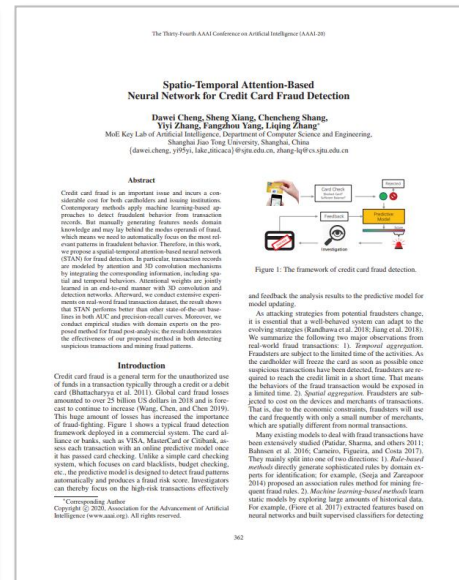 The Thirty-Fourth AAAI Conference on Artificial Intelligence (AAAI-20)
Spatio-Temporal Attention-Based
Neural Network for Credit Card Fraud Detection
Dawei Cheng, Sheng Xiang, Chencheng Shang,
Yiyi Zhang, Fangzhou Yang, Liqing Zhang*
MoE Key Lab of Artificial Intelligence, Department of Computer Science and Engineering,
Shanghai Jiao Tong University, Shanghai, China
{dawei.cheng, yi95yi, lake_titicaca}@sjtu.edu.cn, zhang-lq@cs.sjtu.edu.cn
Abstract
Credit card fraud is an important issue and incurs a con-
siderable cost for both cardholders and issuing institutions.
Contemporary methods apply machine learning-based ap-
proaches to detect fraudulent behavior from transaction
records. But manually generating features needs domain
knowledge and may lay behind the modus operandi of fraud,
which means we need to automatically focus on the most rel-
evant patterns in fraudulent behavior. Therefore, in this work,
we propose a spatial-temporal attention-based neural network
(STAN) for fraud detection. In particular, transaction records
are modeled by attention and 3D convolution mechanisms
by integrating the corresponding information, including spa-
tial and temporal behaviors. Attentional weights are jointly
learned in an end-to-end manner with 3D convolution and
detection networks. Afterward, we conduct extensive experi-
ments on real-word fraud transaction dataset, the result shows
that STAN performs better than other state-of-the-art base-
lines in both AUC and precision-recall curves. Moreover, we
conduct empirical studies with domain experts on the pro-
posed method for fraud post-analysis; the result demonstrates
the effectiveness of our proposed method in both detecting
suspicious transactions and mining fraud patterns.
Introduction
Credit card fraud is a general term for the unauthorized use
of funds in a transaction typically through a credit or a debit
card (Bhattacharyya et al. 2011). Global card fraud losses
amounted to over 25 billion US dollars in 2018 and is fore-
cast to continue to increase (Wang, Chen, and Chen 2019).
This huge amount of losses has increased the importance
of fraud-fighting. Figure 1 shows a typical fraud detection
framework deployed in a commercial system. The card al-
liance or banks, such as VISA, MasterCard or Citibank, as-
sess each transaction with an online predictive model once
it has passed card checking. Unlike a simple card checking
system, which focuses on card blacklists, budget checking,
etc., the predictive model is designed to detect fraud patterns
automatically and produces a fraud risk score. Investigators
can thereby focus on the high-risk transactions effectively
*Corresponding Author
Copyright © 2020, Association for the Advancement of Artificial
Intelligence (www.aaai.org). All rights reserved.
Card Check
Rejected
Feedback
Predictive
Model
Score
Investigation
Figure 1: The framework of credit card fraud detection.
and feedback the analysis results to the predictive model for
model updating.
As attacking strategies from potential fraudsters change,
it is essential that a well-behaved system can adapt to the
evolving strategies (Randhawa et al. 2018; Jiang et al. 2018).
We summarize the following two major observations from
real-world fraud transactions: 1). Temporal aggregation.
Fraudsters are subject to the limited time of the activities. As
the cardholder will freeze the card as soon as possible once
suspicious transactions have been detected, fraudsters are re-
quired to reach the credit limit in a short time. That means
the behaviors of the fraud transaction would be exposed in
a limited time. 2). Spatial aggregation. Fraudsters are sub-
jected to cost on the devices and merchants of transactions.
That is, due to the economic constraints, fraudsters will use
the card frequently with only a small number of merchants,
which are spatially different from normal transactions.
Many existing models to deal with fraud transactions have
been extensively studied (Patidar, Sharma, and others 2011;
Bahnsen et al. 2016; Carneiro, Figueira, and Costa 2017).
They mainly split into one of two directions: 1). Rule-based
methods directly generate sophisticated rules by domain ex-
perts for identification; for example, (Seeja and Zareapoor
2014) proposed an association rules method for mining fre-
quent fraud rules. 2). Machine learning-based methods learn
static models by exploring large amounts of historical data.
For example, (Fiore et al. 2017) extracted features based on
neural networks and built supervised classifiers for detecting
362